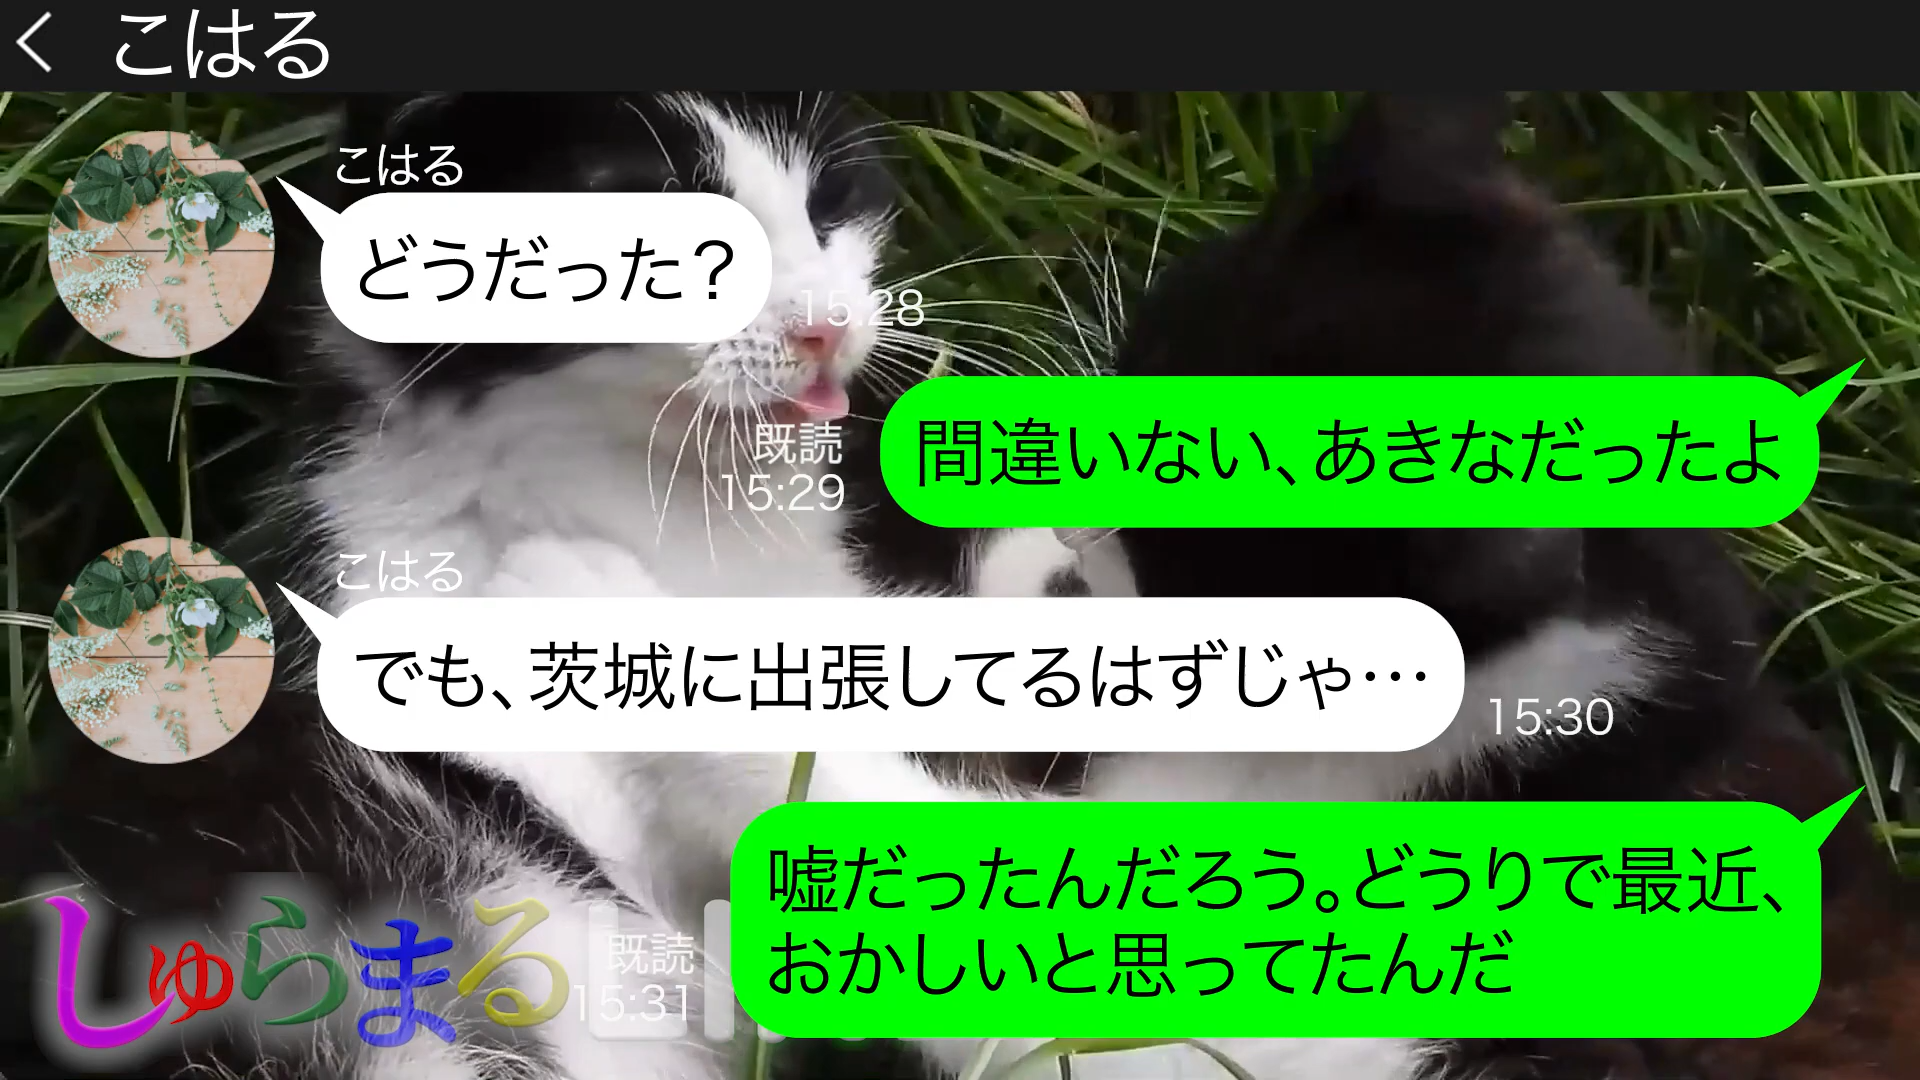 こはる
こはる
どうだった？
15:28
間違いない、あきなだったよ
既読
15:29
こはる
でも、茨城に出張してるはずじゃ…
15:30
嘘だったんだろう。どうりで最近、
おかしいと思ってたんだ
既読
15:31
しゅらまる